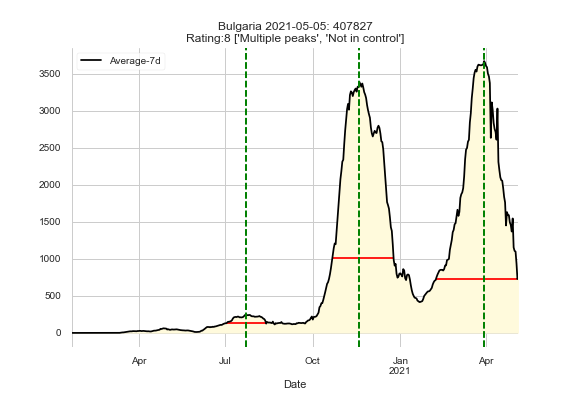 Bulgaria 2021-05-05: 407827
Rating:8 ['Multiple peaks', 'Not in control']
Average-7d
3500
3000
2500
2000
1500
1000
500
0
Apr
Jul
Oct
Jan
2021
Apr
Date